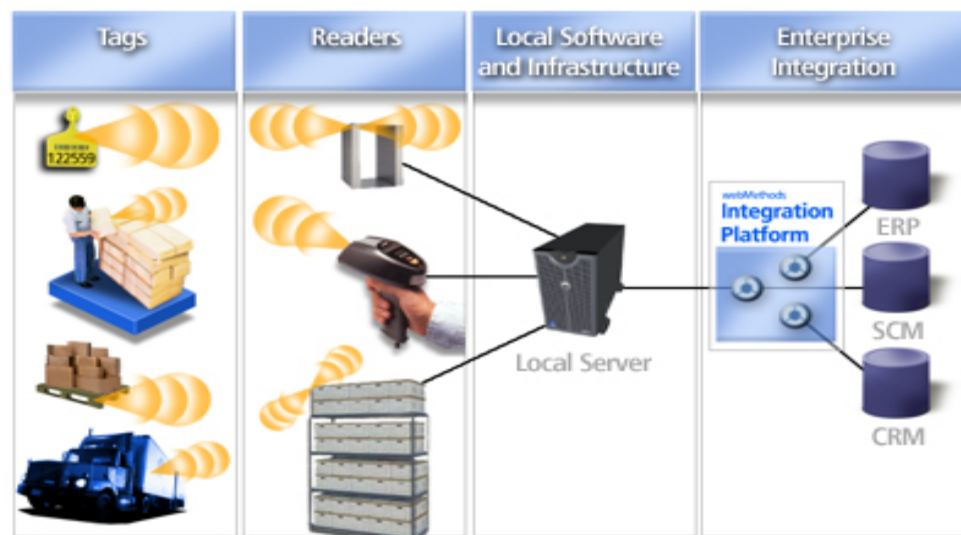 Tags
Readers
Local Software
and Infrastructure
Enterprise
Integration
122559
webMethods
Integration
Platform
ERP
SCM
CRM
Local Server